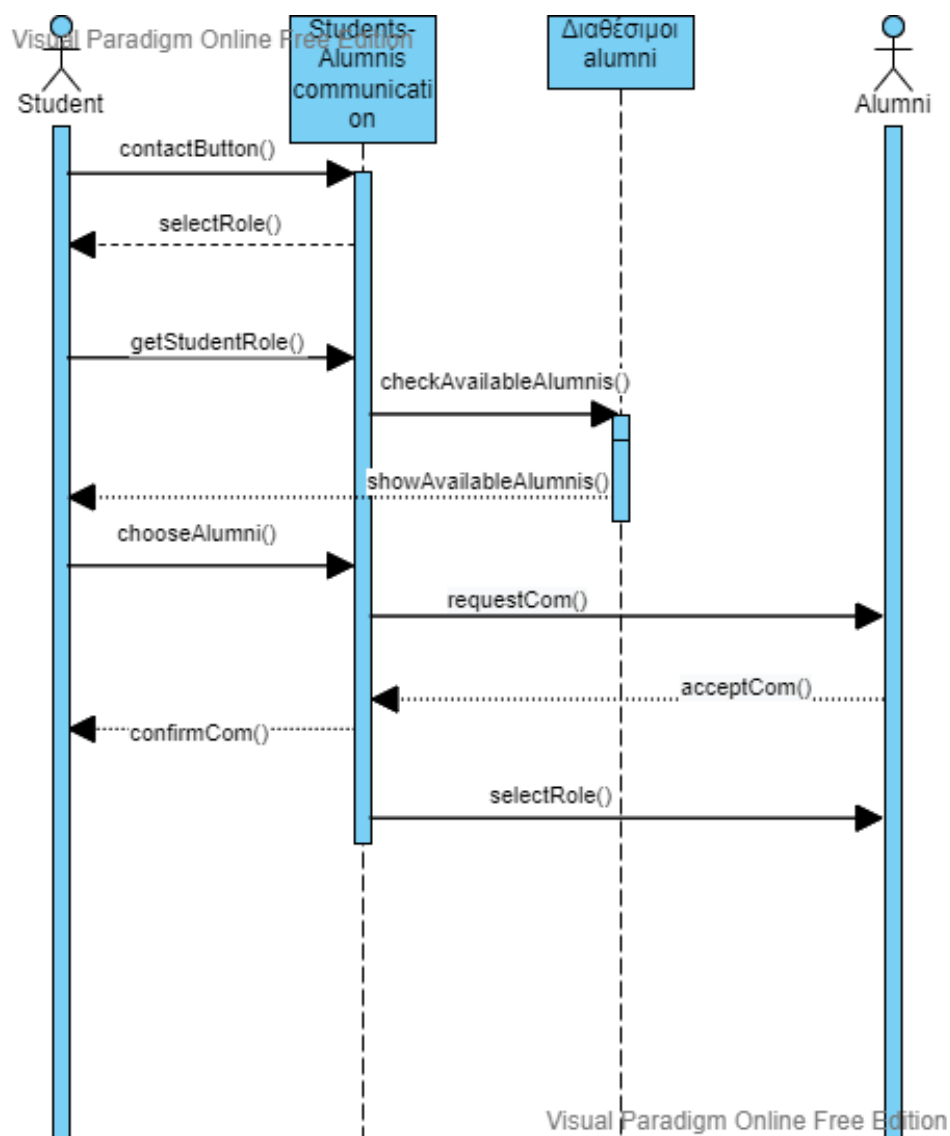 Visual Paradigm Online Free Edition
Students-
Alumnis
communicati
on
Διαθέσιμοι
alumni
Student
Alumni
contactButton()
selectRole()
getStudentRole()
checkAvailableAlumnis()
showAvailableAlumnis()
chooseAlumni()
requestCom()
acceptCom()
confirmCom()
selectRole()
Visual Paradigm Online Free Edition